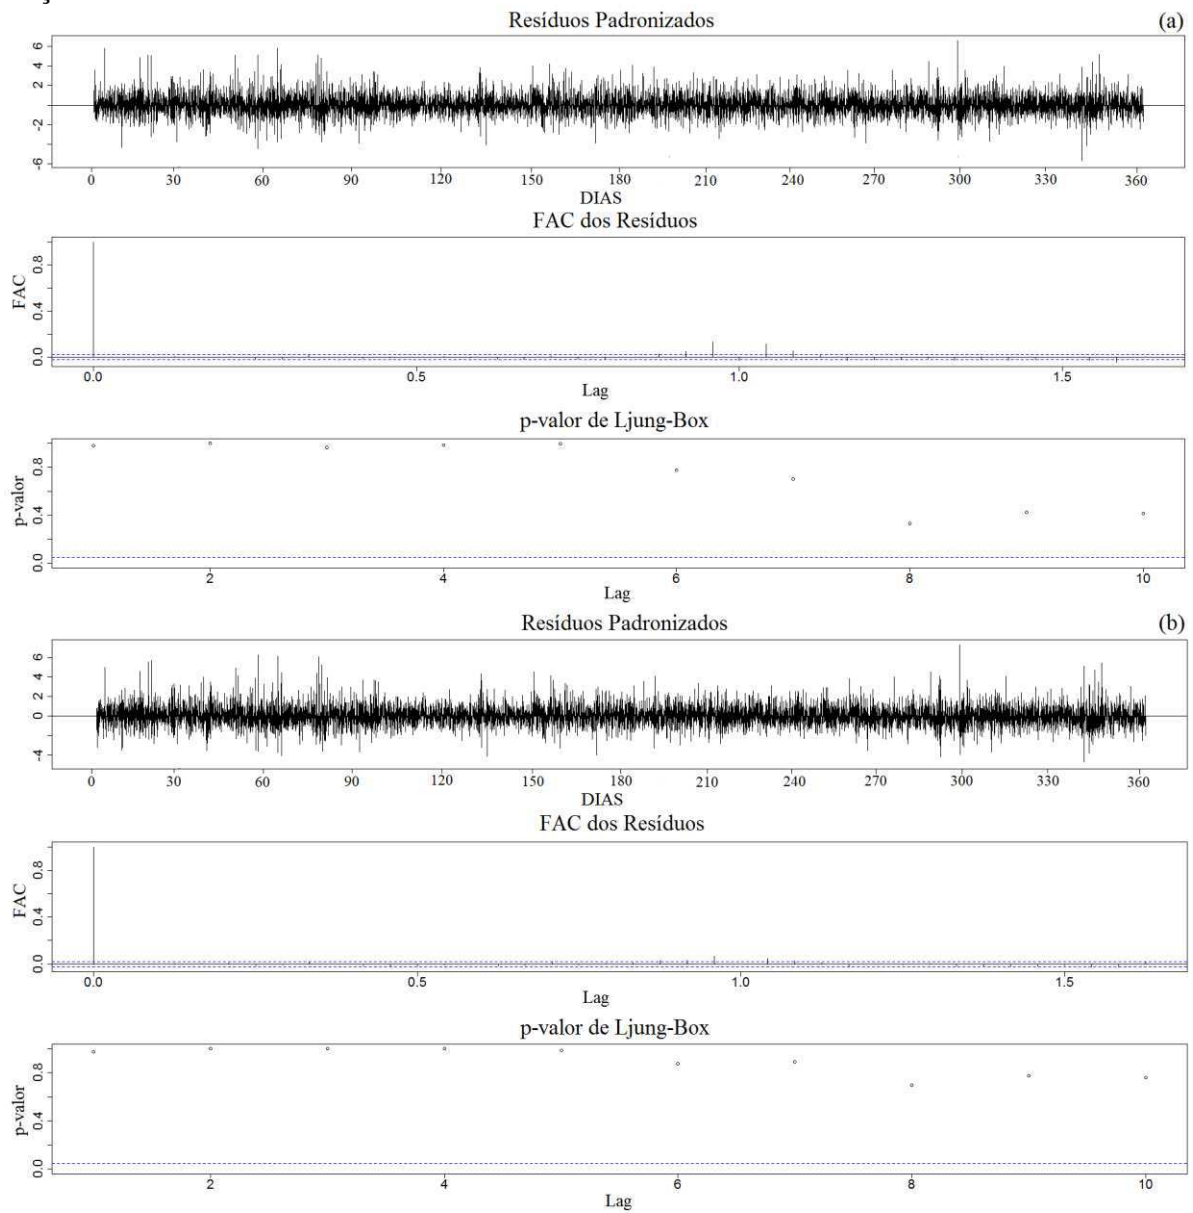 Resíduos Padronizados (a)
6
4
2
0
-2
-6
0 30 60 90 120 150 180 210 240 270 300 330 360
DIAS
FAC dos Resíduos
FAC
0.8
0.4
0.0
0.0 0.5 1.0 1.5
Lag
p-valor de Ljung-Box
p-valor
0.8
0.4
0.0
2 4 6 8 10
Lag
Resíduos Padronizados (b)
6
4
2
0
-4
0 30 60 90 120 150 180 210 240 270 300 330 360
DIAS
FAC dos Resíduos
FAC
0.8
0.4
0.0
0.0 0.5 1.0 1.5
Lag
p-valor de Ljung-Box
p-valor
0.8
0.4
0.0
2 4 6 8 10
Lag